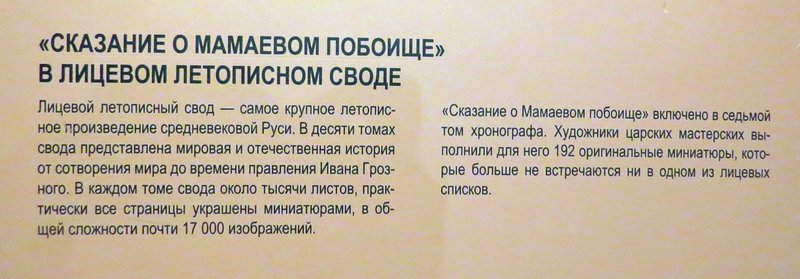 «СКАЗАНИЕ О МАМАЕВОМ ПОБОИЩЕ»
В ЛИЦЕВОМ ЛЕТОПИСНОМ СВОДЕ
Лицевой летописный свод — самое крупное летопис-
ное произведение средневековой Руси. В десяти томах
свода представлена мировая и отечественная история
от сотворения мира до времени правления Ивана Гроз-
ного. В каждом томе свода около тысячи листов, прак-
тически все страницы украшены миниатюрами, в об-
щей сложности почти 17 000 изображений.
«Сказание о Мамаевом побоище» включено в седьмой
том хронографа. Художники царских мастерских вы-
полнили для него 192 оригинальные миниатюры, кото-
рые больше не встречаются ни в одном из лицевых
списков.